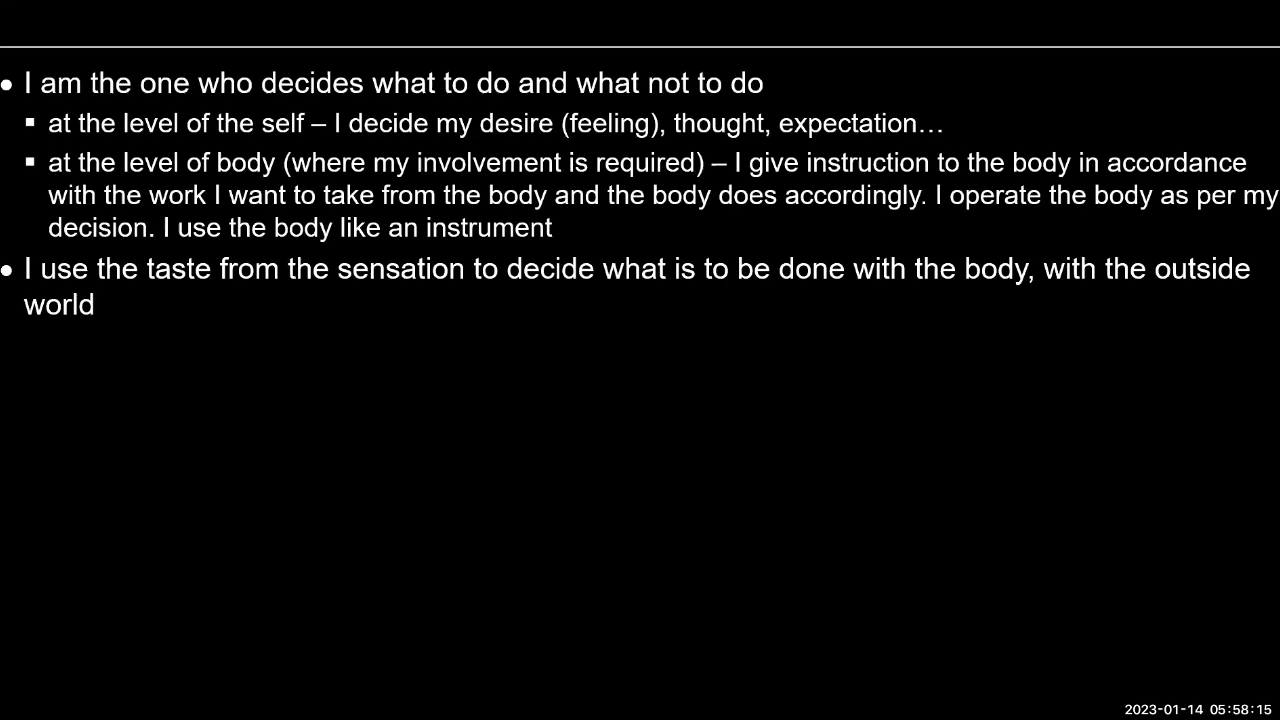 • I am the one who decides what to do and what not to do
▪ at the level of the self – I decide my desire (feeling), thought, expectation…
▪ at the level of body (where my involvement is required) – I give instruction to the body in accordance
with the work I want to take from the body and the body does accordingly. I operate the body as per my
decision. I use the body like an instrument
• I use the taste from the sensation to decide what is to be done with the body, with the outside
world
2023-01-14 05:58:15